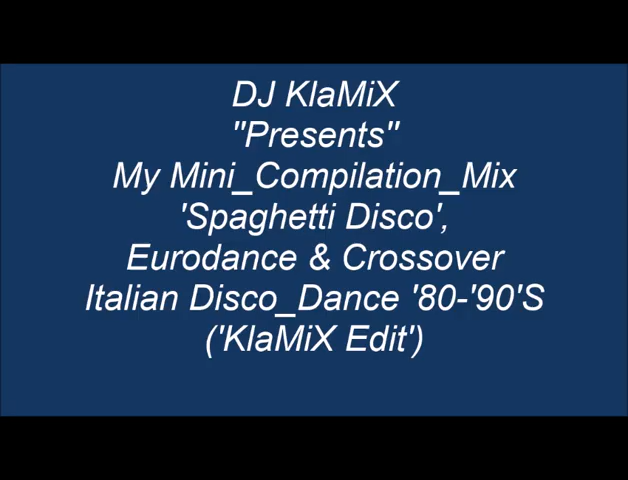 DJ KlaMiX
"Presents"
My Mini_Compilation_Mix
'Spaghetti Disco',
Eurodance & Crossover
Italian Disco_Dance '80-'90'S
('KlaMiX Edit')